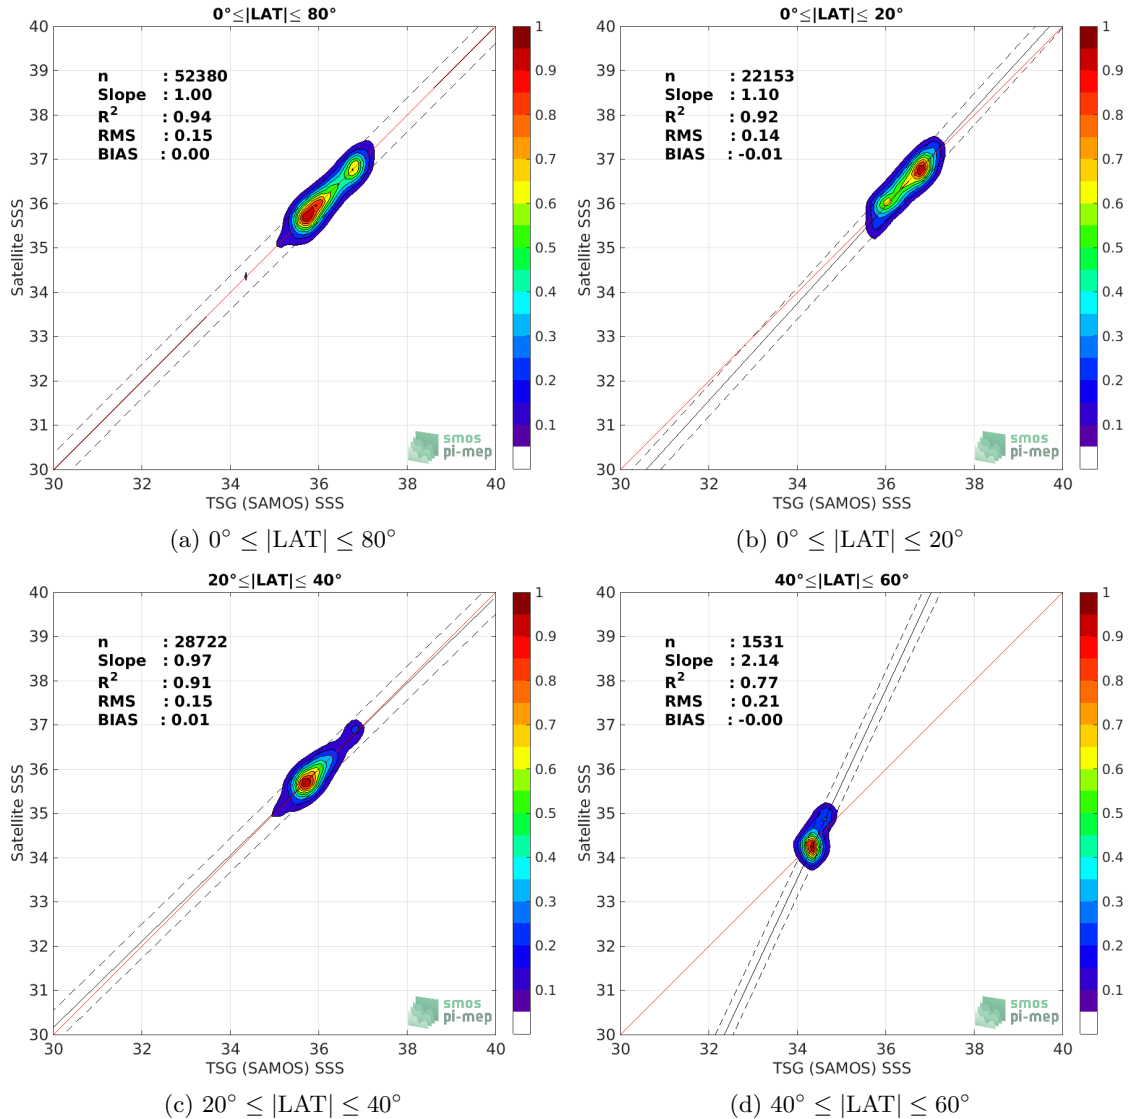 0°≤|LAT|≤ 80°
n : 52380
Slope : 1.00
R² : 0.94
RMS : 0.15
BIAS : 0.00
Satellite SSS
40
39
38
37
36
35
34
33
32
31
30
30 32 34 36 38 40
TSG (SAMOS) SSS
1
0.9
0.8
0.7
0.6
0.5
0.4
0.3
0.2
0.1
smos
pi-mep
(a) 0° ≤ |LAT| ≤ 80°
0°≤|LAT|≤ 20°
n : 22153
Slope : 1.10
R² : 0.92
RMS : 0.14
BIAS : -0.01
Satellite SSS
40
39
38
37
36
35
34
33
32
31
30
30 32 34 36 38 40
TSG (SAMOS) SSS
1
0.9
0.8
0.7
0.6
0.5
0.4
0.3
0.2
0.1
smos
pi-mep
(b) 0° ≤ |LAT| ≤ 20°
20°≤|LAT|≤ 40°
n : 28722
Slope : 0.97
R² : 0.91
RMS : 0.15
BIAS : 0.01
Satellite SSS
40
39
38
37
36
35
34
33
32
31
30
30 32 34 36 38 40
TSG (SAMOS) SSS
1
0.9
0.8
0.7
0.6
0.5
0.4
0.3
0.2
0.1
smos
pi-mep
(c) 20° ≤ |LAT| ≤ 40°
40°≤|LAT|≤ 60°
n : 1531
Slope : 2.14
R² : 0.77
RMS : 0.21
BIAS : -0.00
Satellite SSS
40
39
38
37
36
35
34
33
32
31
30
30 32 34 36 38 40
TSG (SAMOS) SSS
1
0.9
0.8
0.7
0.6
0.5
0.4
0.3
0.2
0.1
smos
pi-mep
(d) 40° ≤ |LAT| ≤ 60°